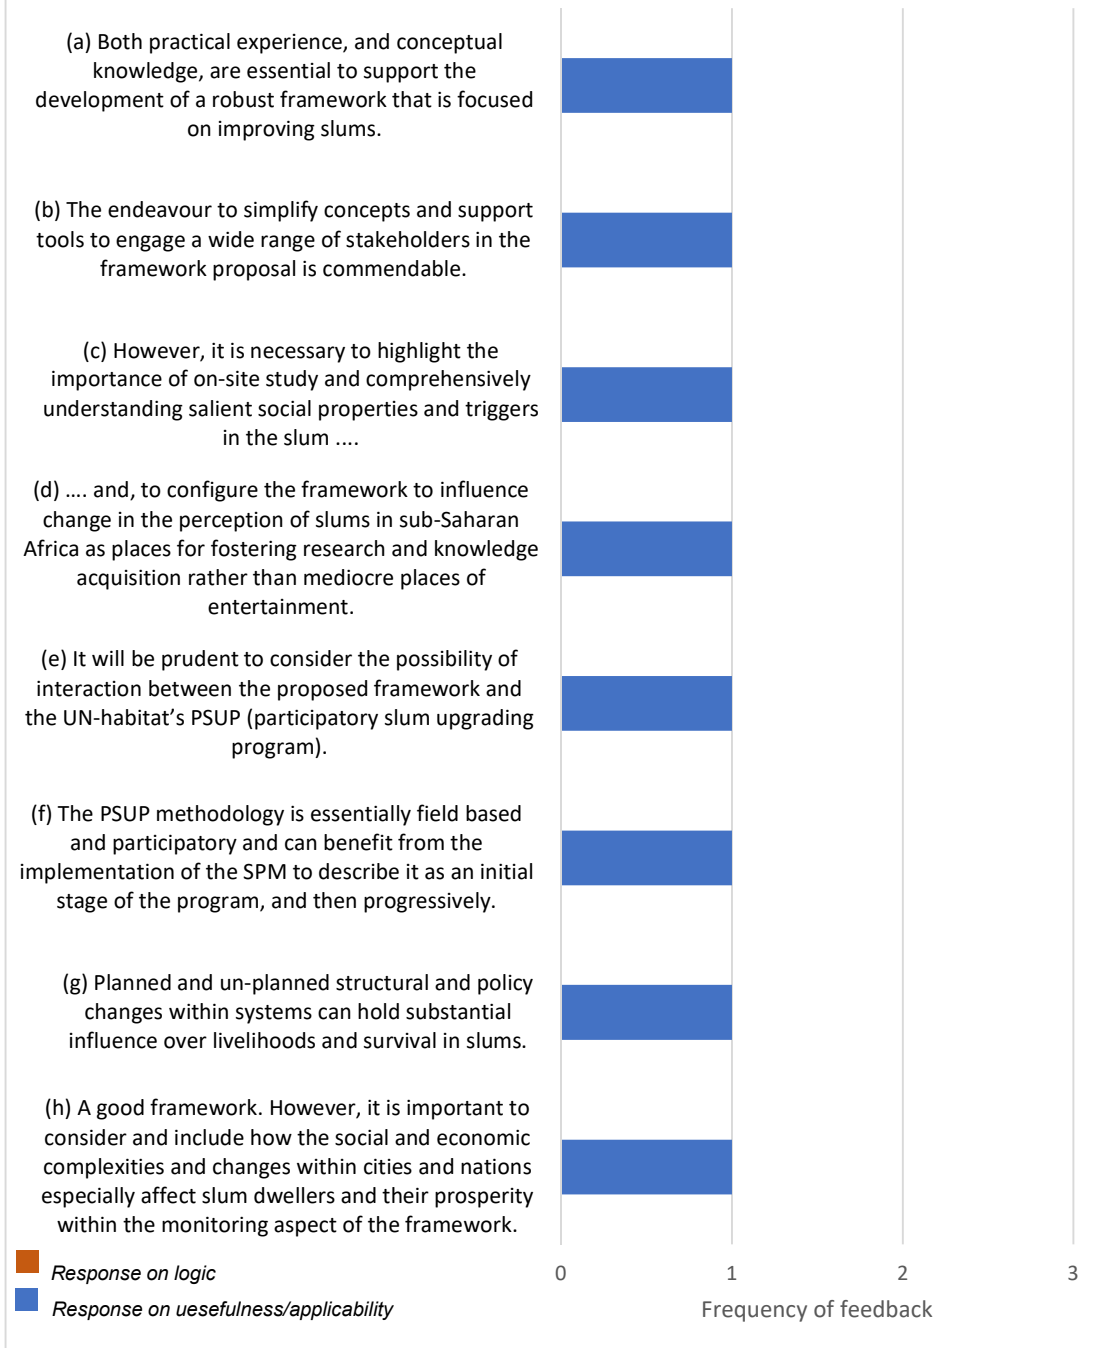 (a) Both practical experience, and conceptual
knowledge, are essential to support the
development of a robust framework that is focused
on improving slums.
(b) The endeavour to simplify concepts and support
tools to engage a wide range of stakeholders in the
framework proposal is commendable.
(c) However, it is necessary to highlight the
importance of on-site study and comprehensively
understanding salient social properties and triggers
in the slum ....
(d) .... and, to configure the framework to influence
change in the perception of slums in sub-Saharan
Africa as places for fostering research and knowledge
acquisition rather than mediocre places of
entertainment.
(e) It will be prudent to consider the possibility of
interaction between the proposed framework and
the UN-habitat’s PSUP (participatory slum upgrading
program).
(f) The PSUP methodology is essentially field based
and participatory and can benefit from the
implementation of the SPM to describe it as an initial
stage of the program, and then progressively.
(g) Planned and un-planned structural and policy
changes within systems can hold substantial
influence over livelihoods and survival in slums.
(h) A good framework. However, it is important to
consider and include how the social and economic
complexities and changes within cities and nations
especially affect slum dwellers and their prosperity
within the monitoring aspect of the framework.
Response on logic
Response on uesefulness/applicability
0 1 2 3
Frequency of feedback